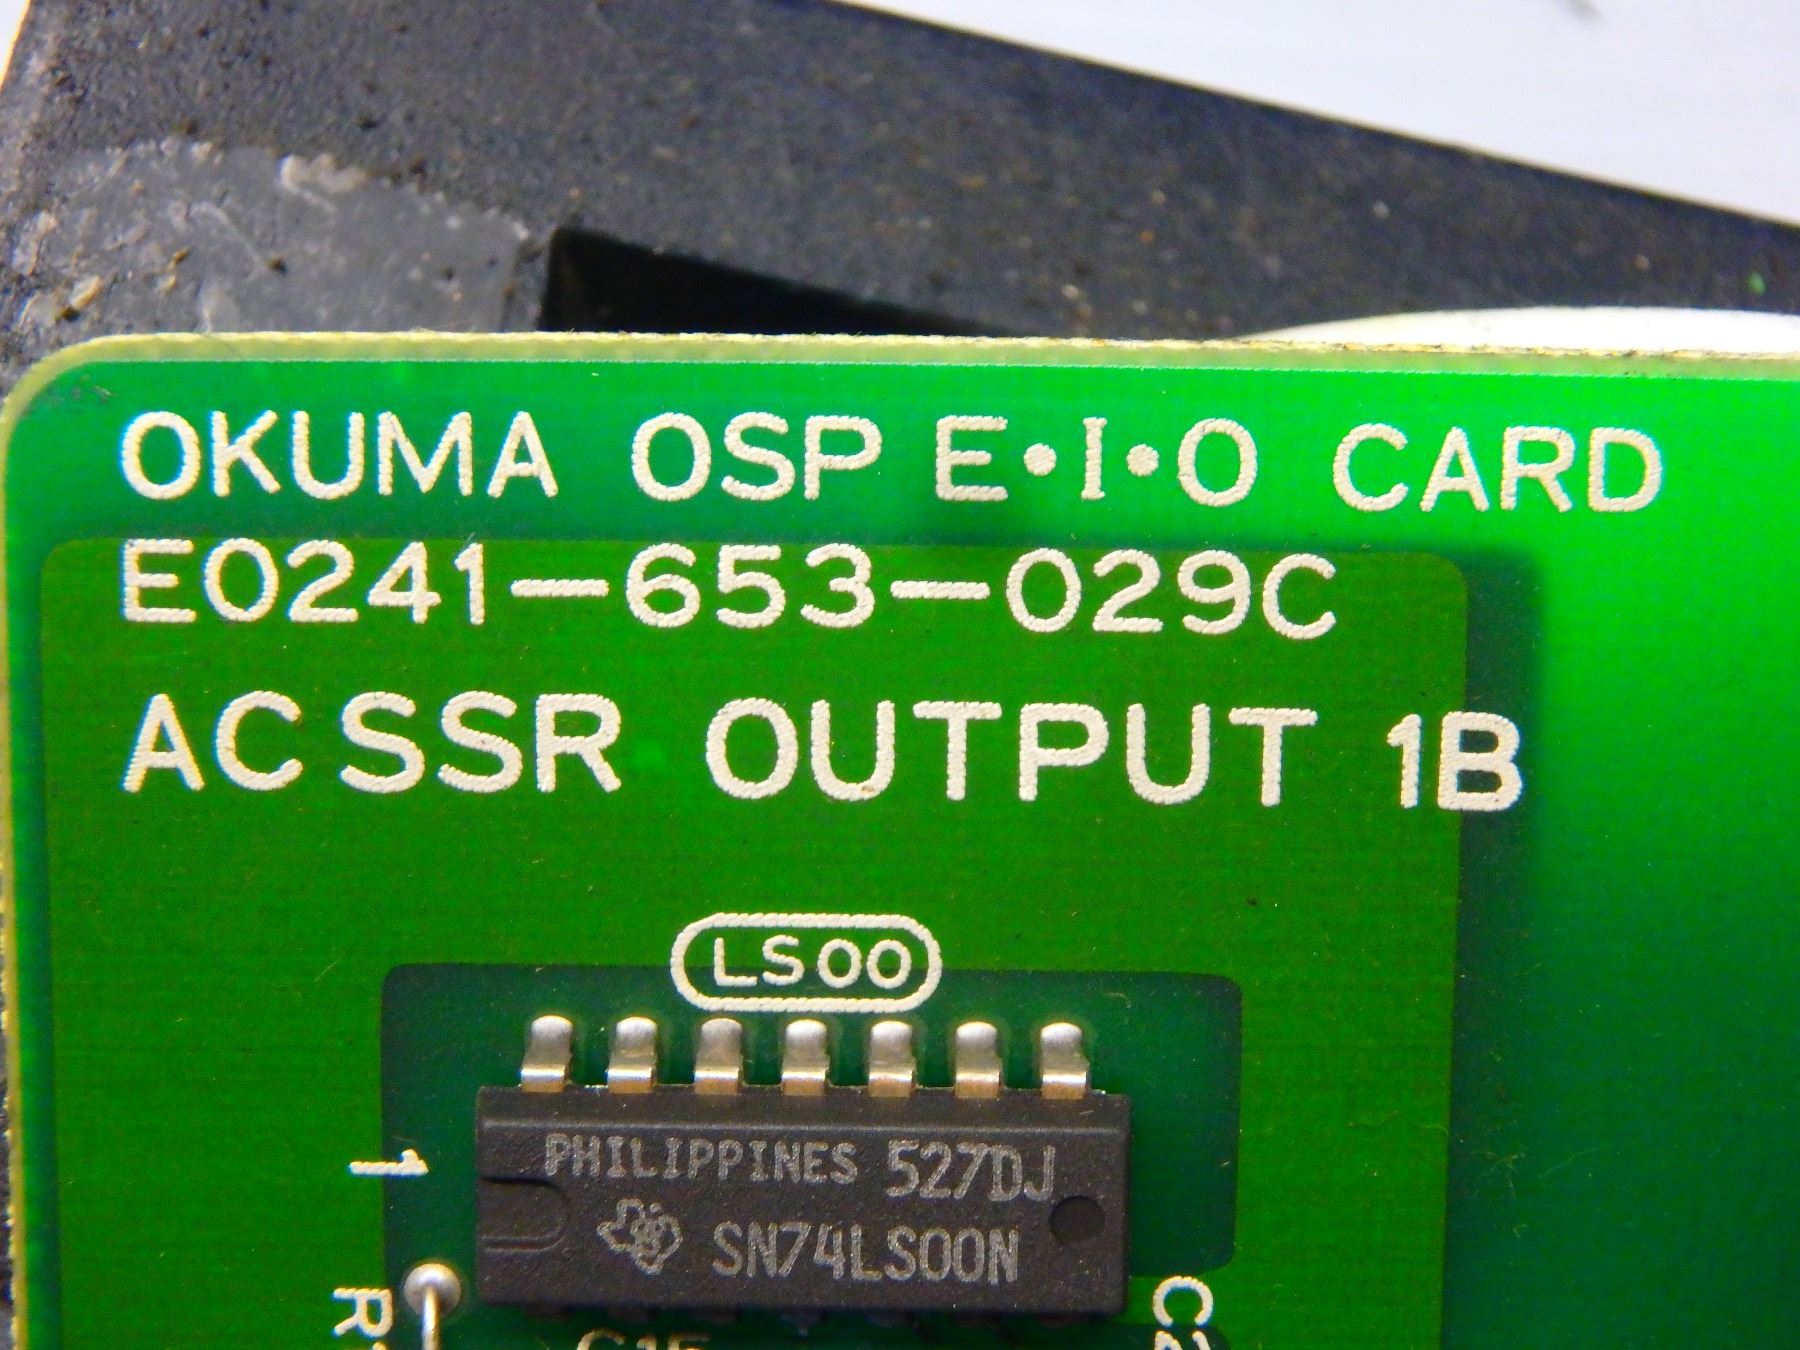 OKUMA OSP E·I·O CARD
E0241-653-029C
AC SSR OUTPUT 1B
LS00
PHILIPPINES 527DJ
SN74LS00N
1